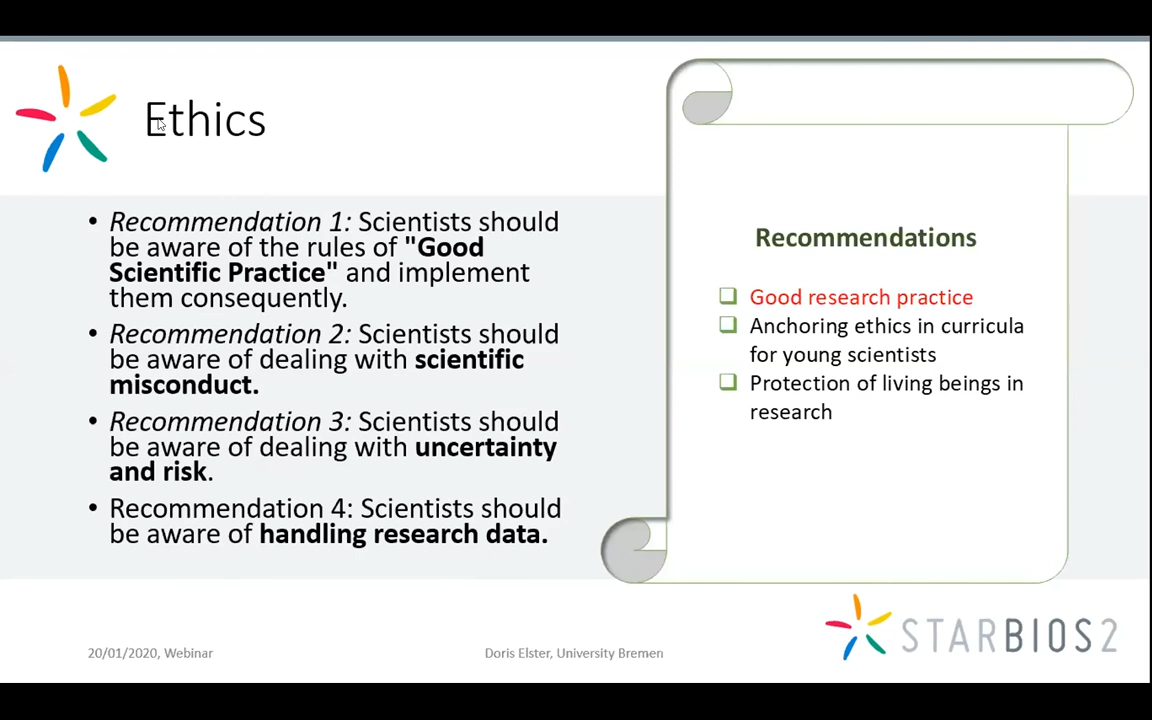 Ethics
• Recommendation 1: Scientists should
be aware of the rules of "Good
Scientific Practice" and implement
them consequently.
• Recommendation 2: Scientists should
be aware of dealing with scientific
misconduct.
• Recommendation 3: Scientists should
be aware of dealing with uncertainty
and risk.
• Recommendation 4: Scientists should
be aware of handling research data.
Recommendations
❑ Good research practice
❑ Anchoring ethics in curricula
for young scientists
❑ Protection of living beings in
research
STARBIOS2
20/01/2020, Webinar
Doris Elster, University Bremen